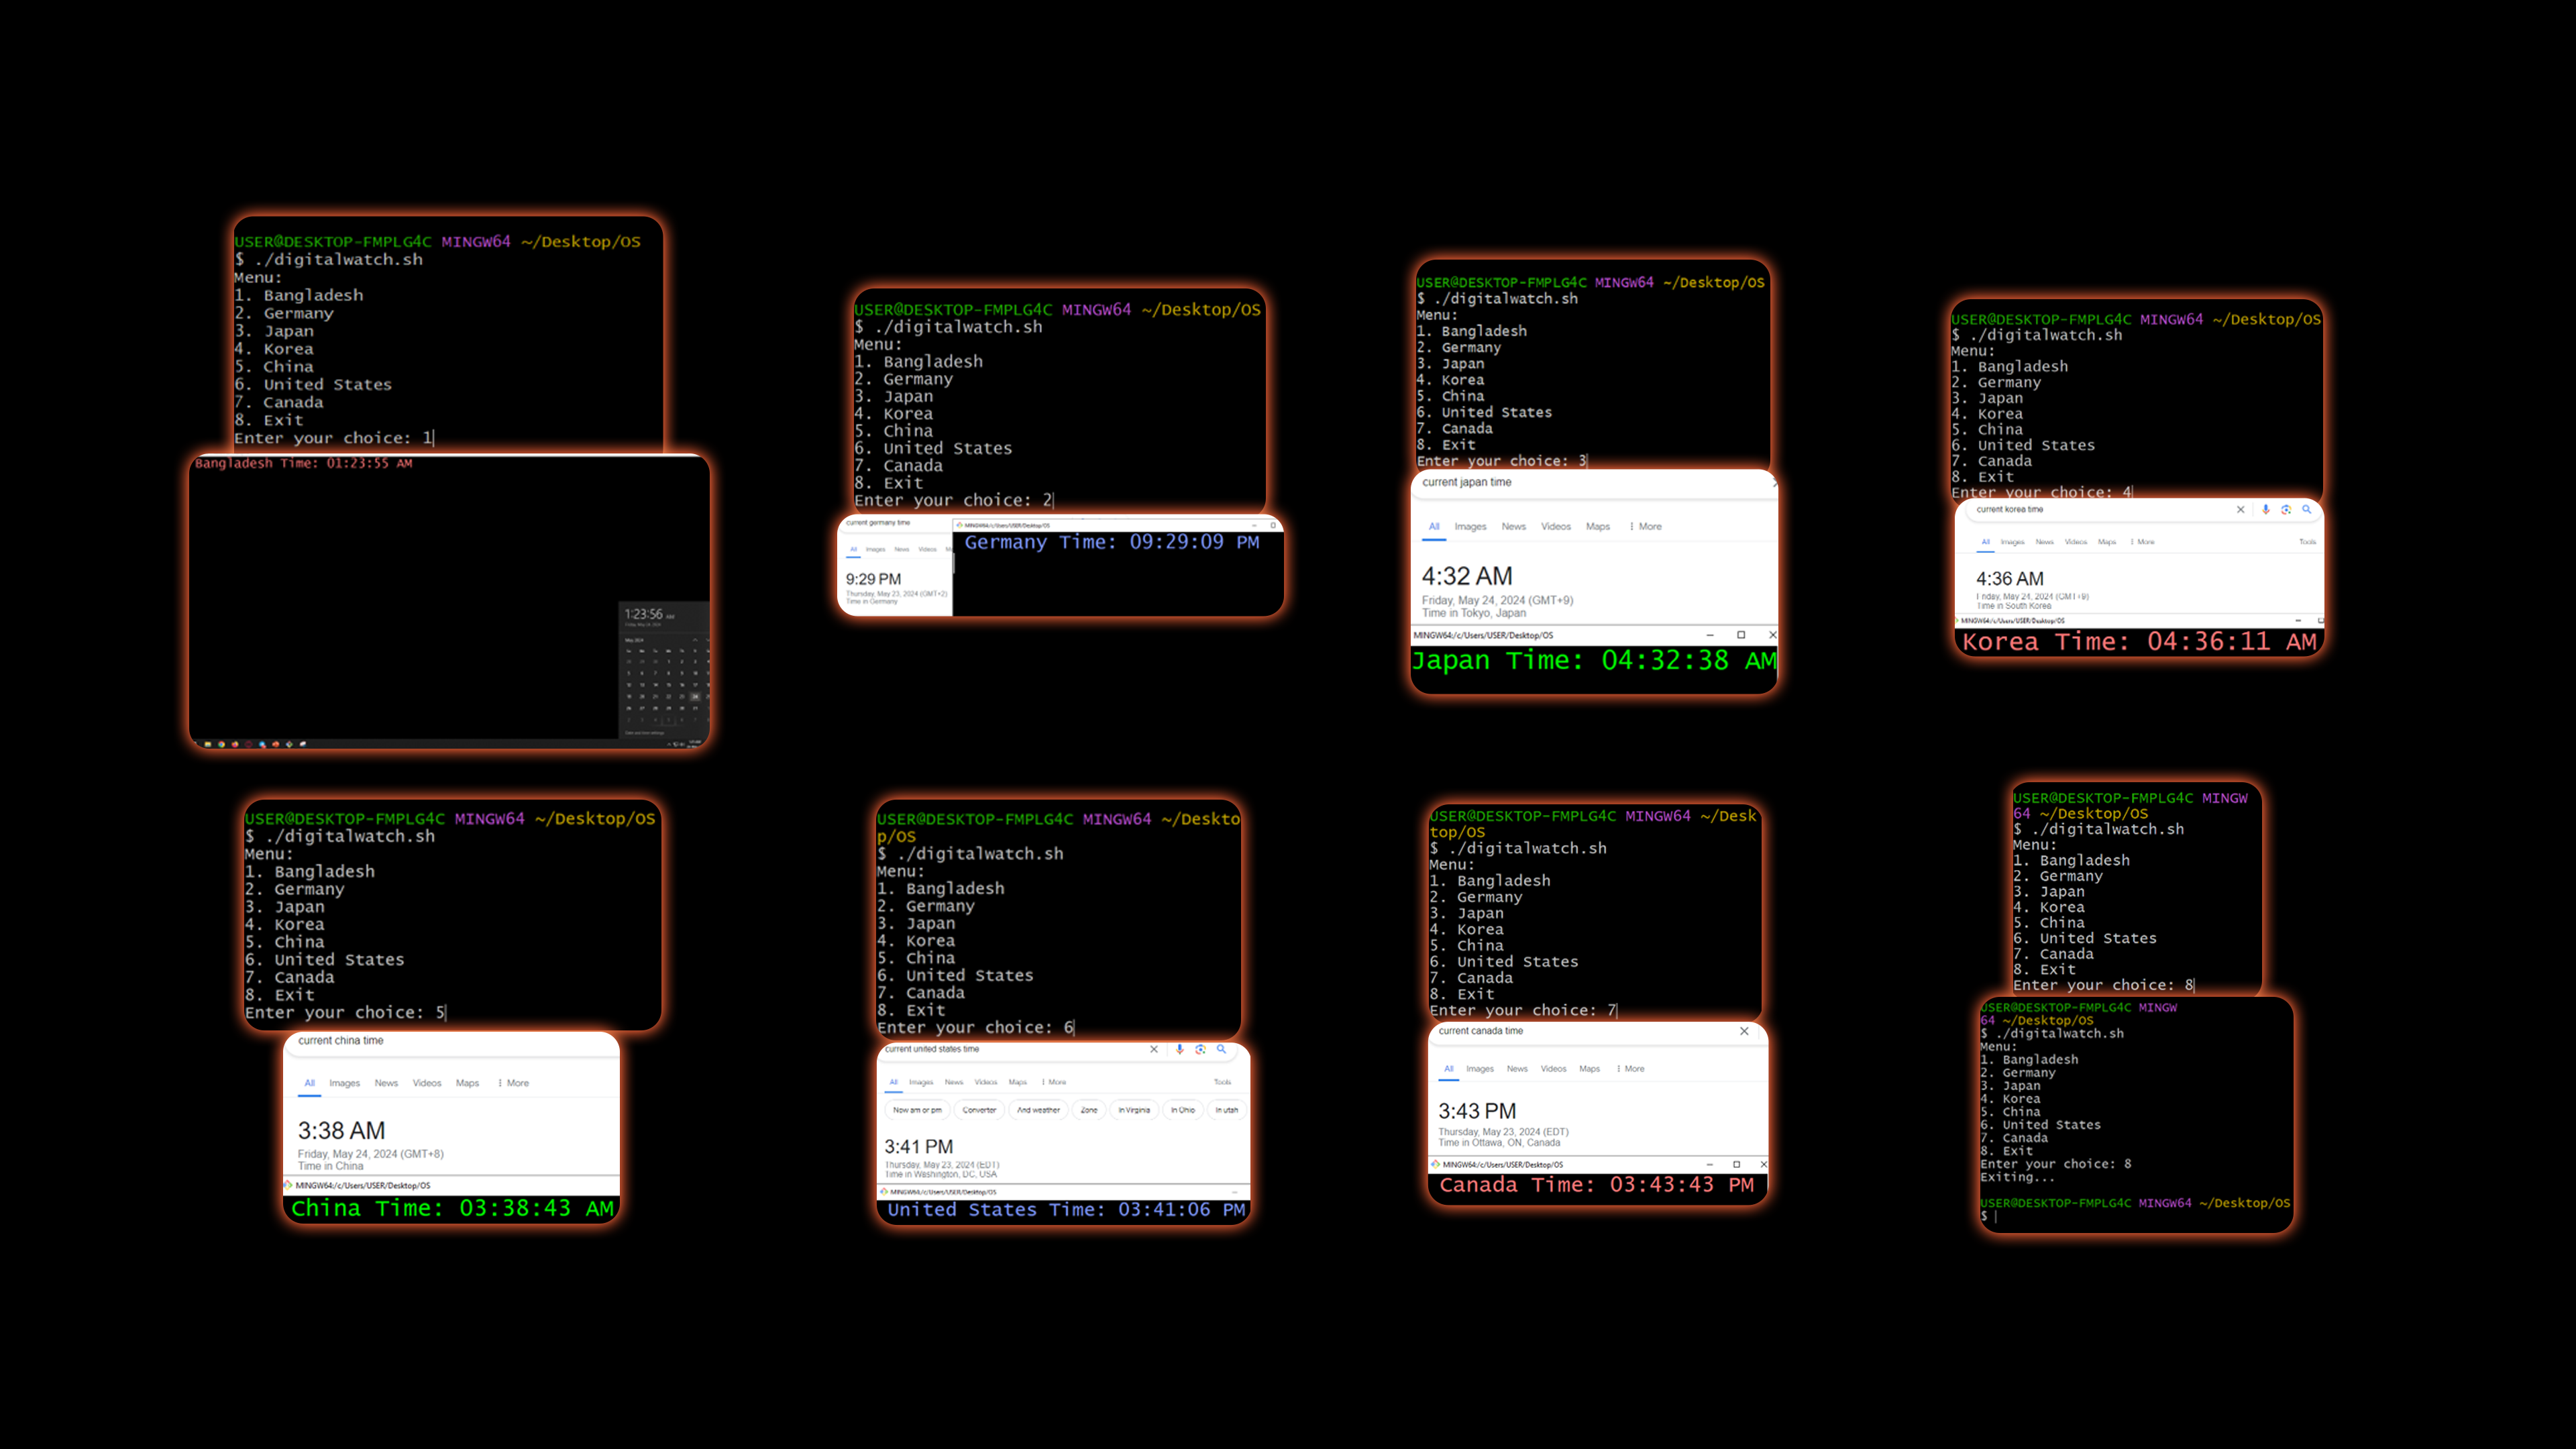 USER@DESKTOP-FMPLG4C MINGW64 ~/Desktop/OS
$ ./digitalwatch.sh
Menu:
1. Bangladesh
2. Germany
3. Japan
4. Korea
5. China
6. United States
7. Canada
8. Exit
Enter your choice: 1
Bangladesh Time: 01:23:55 AM
1:23:56 AM
USER@DESKTOP-FMPLG4C MINGW64 ~/Desktop/OS
$ ./digitalwatch.sh
Menu:
1. Bangladesh
2. Germany
3. Japan
4. Korea
5. China
6. United States
7. Canada
8. Exit
Enter your choice: 2
current germany time
All Images News Videos
9:29 PM
Thursday, May 23, 2024 (GMT+2)
Time in Germany
MINGW64:/c/Users/USER/Desktop/OS
Germany Time: 09:29:09 PM
USER@DESKTOP-FMPLG4C MINGW64 ~/Desktop/OS
$ ./digitalwatch.sh
Menu:
1. Bangladesh
2. Germany
3. Japan
4. Korea
5. China
6. United States
7. Canada
8. Exit
Enter your choice: 3
current japan time
All Images News Videos Maps More
4:32 AM
Friday, May 24, 2024 (GMT+9)
Time in Tokyo, Japan
MINGW64:/c/Users/USER/Desktop/OS
Japan Time: 04:32:38 AM
USER@DESKTOP-FMPLG4C MINGW64 ~/Desktop/OS
$ ./digitalwatch.sh
Menu:
1. Bangladesh
2. Germany
3. Japan
4. Korea
5. China
6. United States
7. Canada
8. Exit
Enter your choice: 4
current korea time
All Images News Videos Maps More Tools
4:36 AM
Friday, May 24, 2024 (GMT+9)
Time in South Korea
MINGW64:/c/Users/USER/Desktop/OS
Korea Time: 04:36:11 AM
USER@DESKTOP-FMPLG4C MINGW64 ~/Desktop/OS
$ ./digitalwatch.sh
Menu:
1. Bangladesh
2. Germany
3. Japan
4. Korea
5. China
6. United States
7. Canada
8. Exit
Enter your choice: 5
current china time
All Images News Videos Maps More
3:38 AM
Friday, May 24, 2024 (GMT+8)
Time in China
MINGW64:/c/Users/USER/Desktop/OS
China Time: 03:38:43 AM
USER@DESKTOP-FMPLG4C MINGW64 ~/Deskto
p/OS
$ ./digitalwatch.sh
Menu:
1. Bangladesh
2. Germany
3. Japan
4. Korea
5. China
6. United States
7. Canada
8. Exit
Enter your choice: 6
current united states time
All Images News Videos Maps More Tools
Now am or pm Converter And weather Zone In Virginia In Ohio In utah
3:41 PM
Thursday, May 23, 2024 (EDT)
Time in Washington, DC, USA
MINGW64:/c/Users/USER/Desktop/OS
United States Time: 03:41:06 PM
USER@DESKTOP-FMPLG4C MINGW64 ~/Desk
top/OS
$ ./digitalwatch.sh
Menu:
1. Bangladesh
2. Germany
3. Japan
4. Korea
5. China
6. United States
7. Canada
8. Exit
Enter your choice: 7
current canada time
All Images News Videos Maps More
3:43 PM
Thursday, May 23, 2024 (EDT)
Time in Ottawa, ON, Canada
MINGW64:/c/Users/USER/Desktop/OS
Canada Time: 03:43:43 PM
USER@DESKTOP-FMPLG4C MINGW
64 ~/Desktop/OS
$ ./digitalwatch.sh
Menu:
1. Bangladesh
2. Germany
3. Japan
4. Korea
5. China
6. United States
7. Canada
8. Exit
Enter your choice: 8
USER@DESKTOP-FMPLG4C MINGW
64 ~/Desktop/OS
$ ./digitalwatch.sh
Menu:
1. Bangladesh
2. Germany
3. Japan
4. Korea
5. China
6. United States
7. Canada
8. Exit
Enter your choice: 8
Exiting...
USER@DESKTOP-FMPLG4C MINGW64 ~/Desktop/OS
$